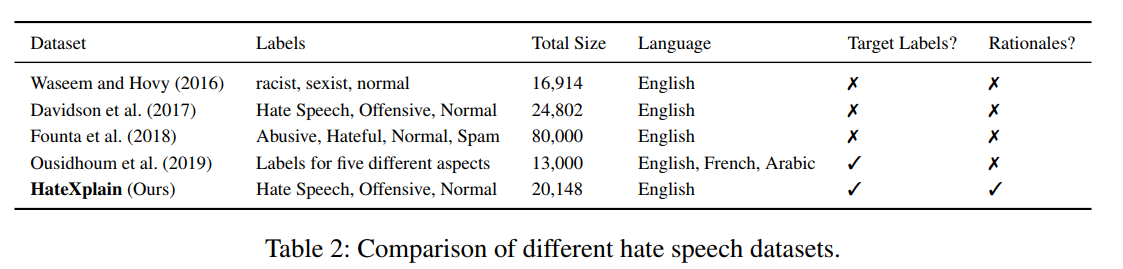 Dataset Labels Total Size Language Target Labels? Rationales?
Waseem and Hovy (2016) racist, sexist, normal 16,914 English ✗ ✗
Davidson et al. (2017) Hate Speech, Offensive, Normal 24,802 English ✗ ✗
Founta et al. (2018) Abusive, Hateful, Normal, Spam 80,000 English ✗ ✗
Ousidhoum et al. (2019) Labels for five different aspects 13,000 English, French, Arabic ✓ ✗
HateXplain (Ours) Hate Speech, Offensive, Normal 20,148 English ✓ ✓
Table 2: Comparison of different hate speech datasets.